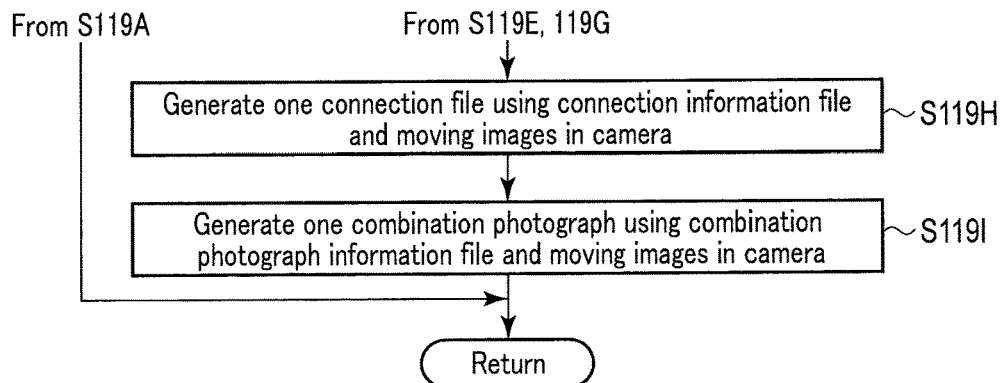 From S119A
From S119E, 119G
Generate one connection file using connection information file
and moving images in camera
S119H
Generate one combination photograph using combination
photograph information file and moving images in camera
S119I
Return